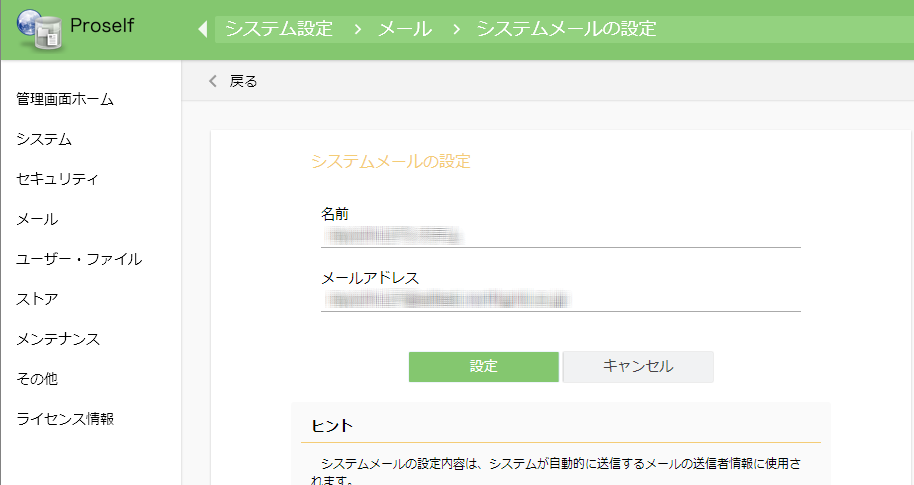 Proself
システム設定 > メール > システムメールの設定
戻る
管理画面ホーム
システム
セキュリティ
メール
ユーザー・ファイル
ストア
メンテナンス
その他
ライセンス情報
システムメールの設定
名前
メールアドレス
設定
キャンセル
ヒント
システムメールの設定内容は、システムが自動的に送信するメールの送信者情報に使用さ
れます。